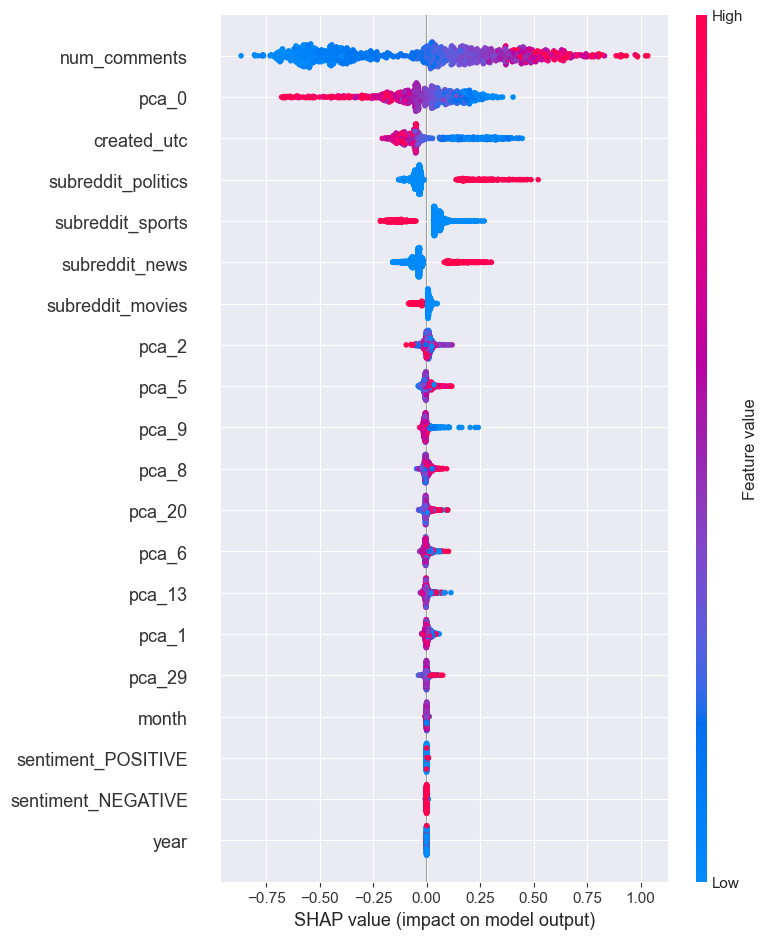 High
num_comments
pca_0
created_utc
subreddit_politics
subreddit_sports
subreddit_news
subreddit_movies
pca_2
pca_5
pca_9
pca_8
pca_20
pca_6
pca_13
pca_1
pca_29
month
sentiment_POSITIVE
sentiment_NEGATIVE
year
Feature value
Low
−0.75 −0.50 −0.25 0.00 0.25 0.50 0.75 1.00
SHAP value (impact on model output)